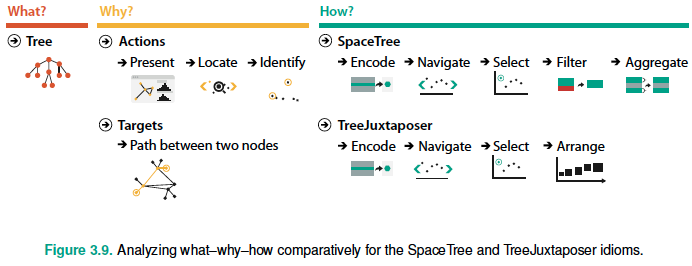 What?
Why?
How?
→ Tree
→ Actions
→ Present → Locate → Identify
→ Targets
→ Path between two nodes
→ SpaceTree
→ Encode → Navigate → Select → Filter → Aggregate
→ TreeJuxtaposer
→ Encode → Navigate → Select → Arrange
Figure 3.9. Analyzing what–why–how comparatively for the SpaceTree and TreeJuxtaposer idioms.